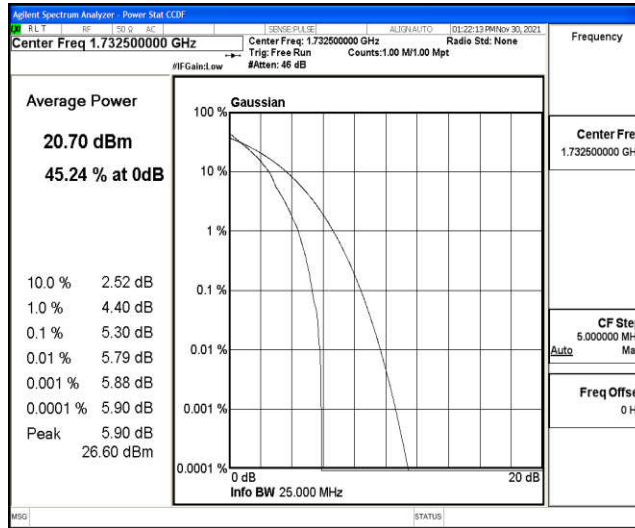 Agilent Spectrum Analyzer - Power Stat CCDF
RLT RF 50 Ω AC SENSE:PULSE ALIGN AUTO 01:22:13 PM Nov 30, 2021
Center Freq 1.732500000 GHz
Center Freq: 1.732500000 GHz Radio Std: None
Trig: Free Run Counts:1.00 M/1.00 Mpt
#IFGain:Low #Atten: 46 dB
Frequency
Average Power
20.70 dBm
45.24 % at 0dB
10.0 % 2.52 dB
1.0 % 4.40 dB
0.1 % 5.30 dB
0.01 % 5.79 dB
0.001 % 5.88 dB
0.0001 % 5.90 dB
Peak 5.90 dB
26.60 dBm
Gaussian
100 %
10 %
1 %
0.1 %
0.01 %
0.001 %
0.0001 %
0 dB 20 dB
Info BW 25.000 MHz
Center Fre
1.732500000 GH
CF Ste
5.000000 MH
Auto Ma
Freq Offse
0 H
MSG STATUS